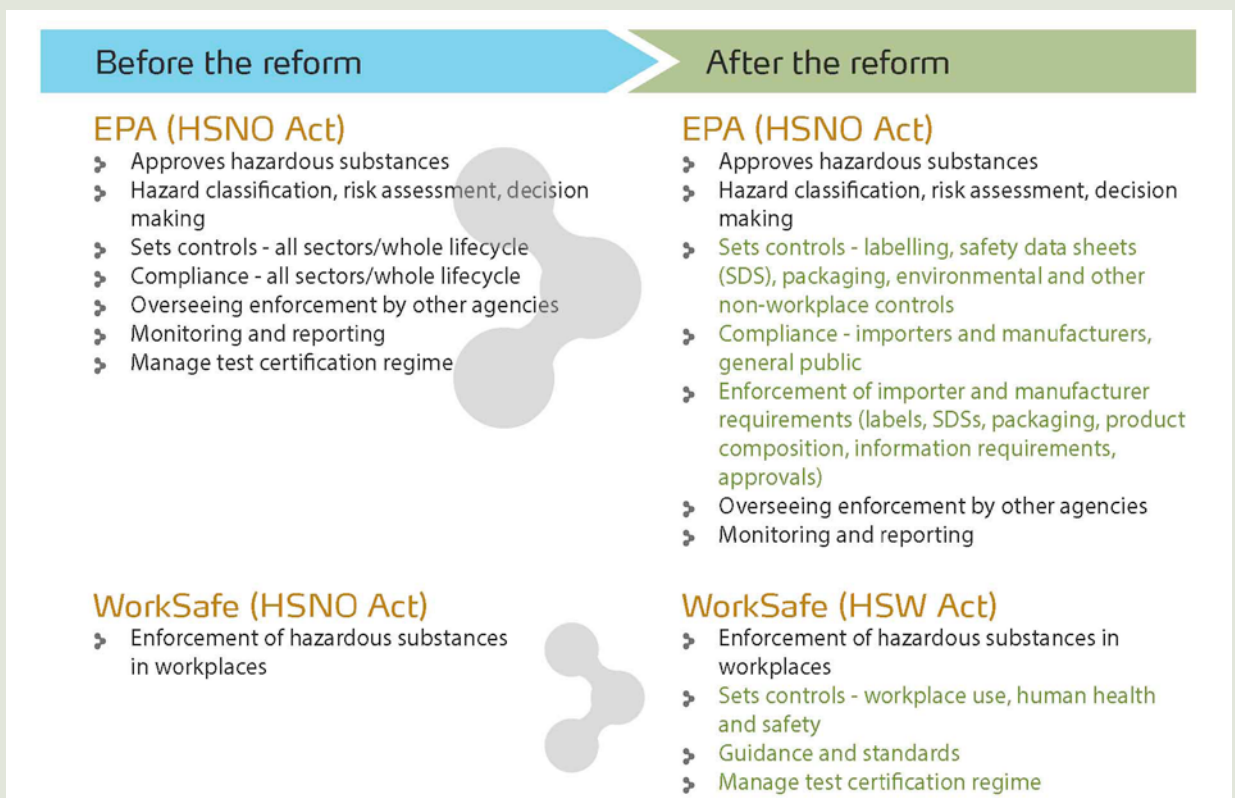 Before the reform
After the reform
EPA (HSNO Act)
Approves hazardous substances
Hazard classification, risk assessment, decision
making
Sets controls - all sectors/whole lifecycle
Compliance - all sectors/whole lifecycle
Overseeing enforcement by other agencies
Monitoring and reporting
Manage test certification regime
EPA (HSNO Act)
Approves hazardous substances
Hazard classification, risk assessment, decision
making
Sets controls - labelling, safety data sheets
(SDS), packaging, environmental and other
non-workplace controls
Compliance - importers and manufacturers,
general public
Enforcement of importer and manufacturer
requirements (labels, SDSs, packaging, product
composition, information requirements,
approvals)
Overseeing enforcement by other agencies
Monitoring and reporting
WorkSafe (HSNO Act)
Enforcement of hazardous substances
in workplaces
WorkSafe (HSW Act)
Enforcement of hazardous substances in
workplaces
Sets controls - workplace use, human health
and safety
Guidance and standards
Manage test certification regime